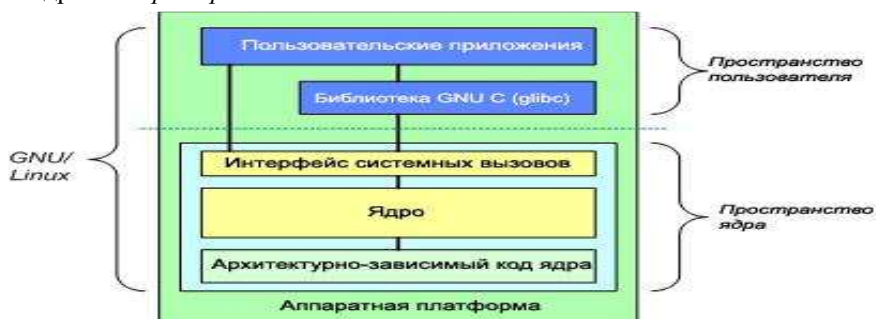 Пользовательские приложения
Библиотека GNU C (glibc)
Пространство
пользователя
GNU/
Linux
Интерфейс системных вызовов
Ядро
Архитектурно-зависимый код ядра
Пространство
ядра
Аппаратная платформа